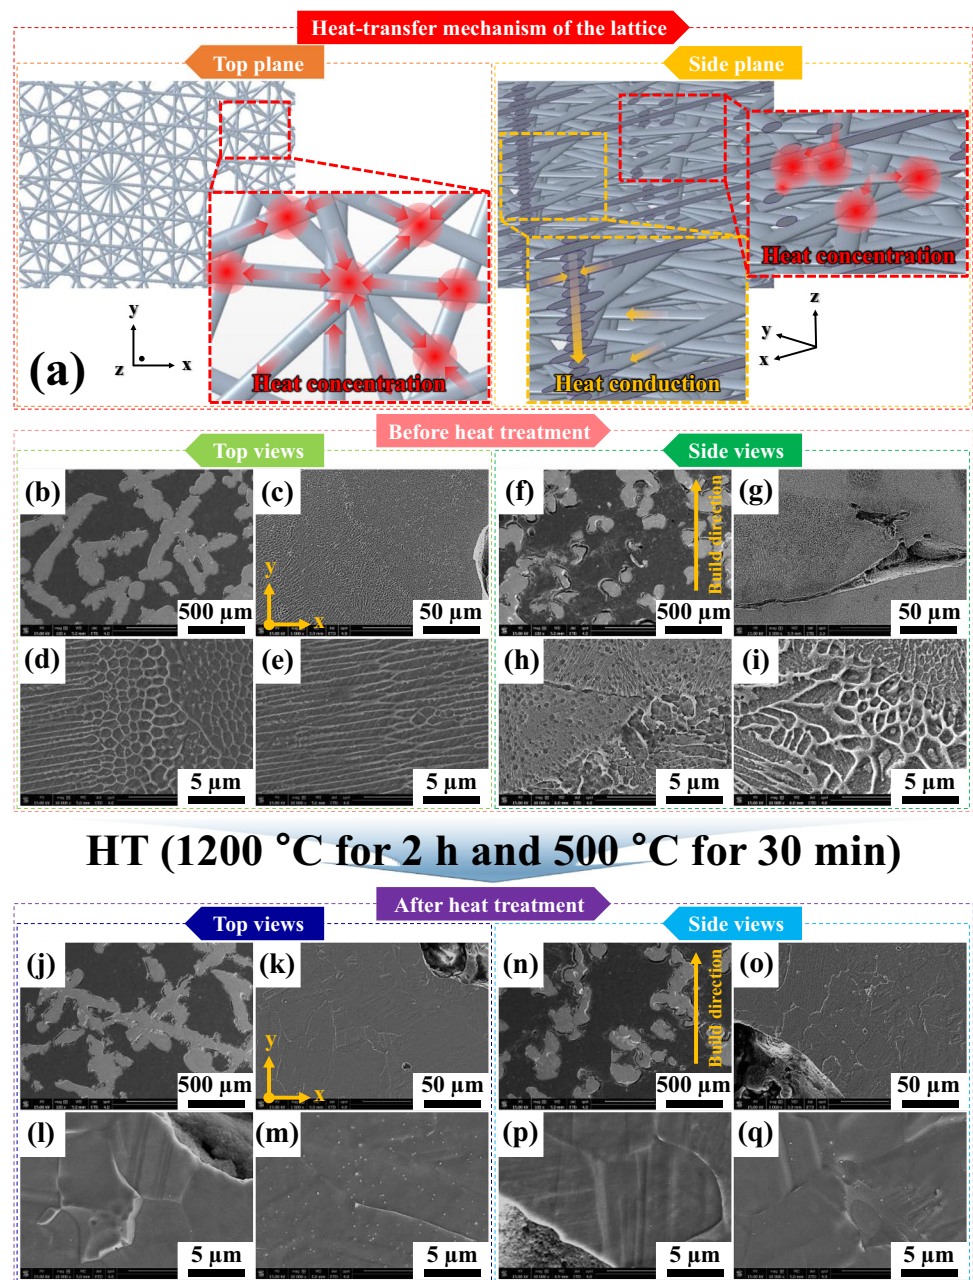 Heat-transfer mechanism of the lattice
Top plane
Side plane
Heat concentration
Heat concentration
Heat conduction
(a)
y
z
x
z
y
x
Before heat treatment
Top views
Side views
(b)
500 µm
(c)
y
x
50 µm
(f)
Build direction
500 µm
(g)
50 µm
(d)
5 µm
(e)
5 µm
(h)
5 µm
(i)
5 µm
HT (1200 °C for 2 h and 500 °C for 30 min)
After heat treatment
Top views
Side views
(j)
500 µm
(k)
y
x
50 µm
(n)
Build direction
500 µm
(o)
50 µm
(l)
5 µm
(m)
5 µm
(p)
5 µm
(q)
5 µm